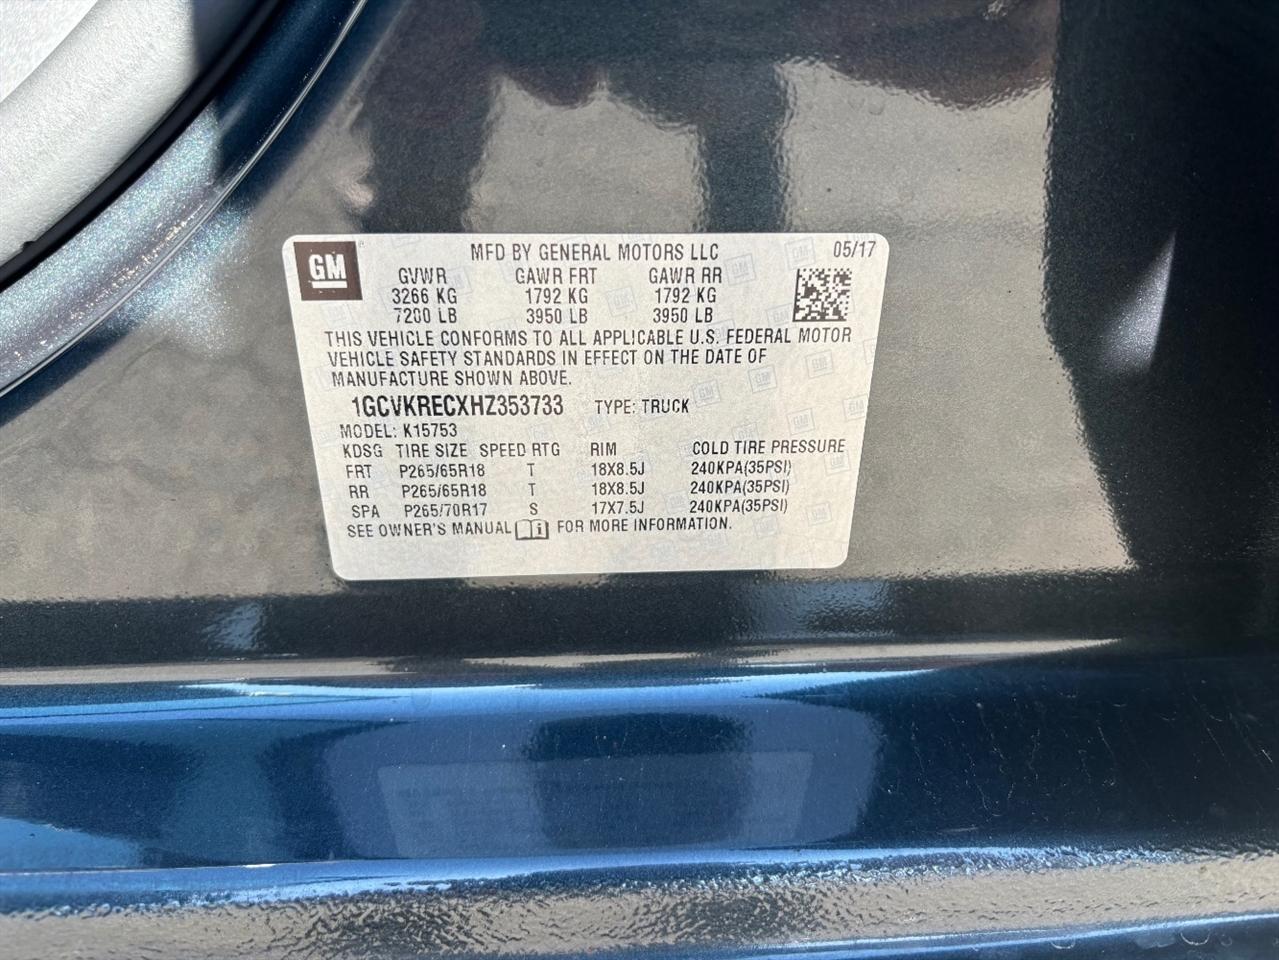 GM
MFD BY GENERAL MOTORS LLC 05/17
GVWR GAWR FRT GAWR RR
3266 KG 1792 KG 1792 KG
7200 LB 3950 LB 3950 LB
THIS VEHICLE CONFORMS TO ALL APPLICABLE U.S. FEDERAL MOTOR
VEHICLE SAFETY STANDARDS IN EFFECT ON THE DATE OF
MANUFACTURE SHOWN ABOVE.
1GCVKRECXHZ353733 TYPE: TRUCK
MODEL: K15753
KDSG TIRE SIZE SPEED RTG RIM COLD TIRE PRESSURE
FRT P265/65R18 T 18X8.5J 240KPA(35PSI)
RR P265/65R18 T 18X8.5J 240KPA(35PSI)
SPA P265/70R17 S 17X7.5J 240KPA(35PSI)
SEE OWNER'S MANUAL i FOR MORE INFORMATION.